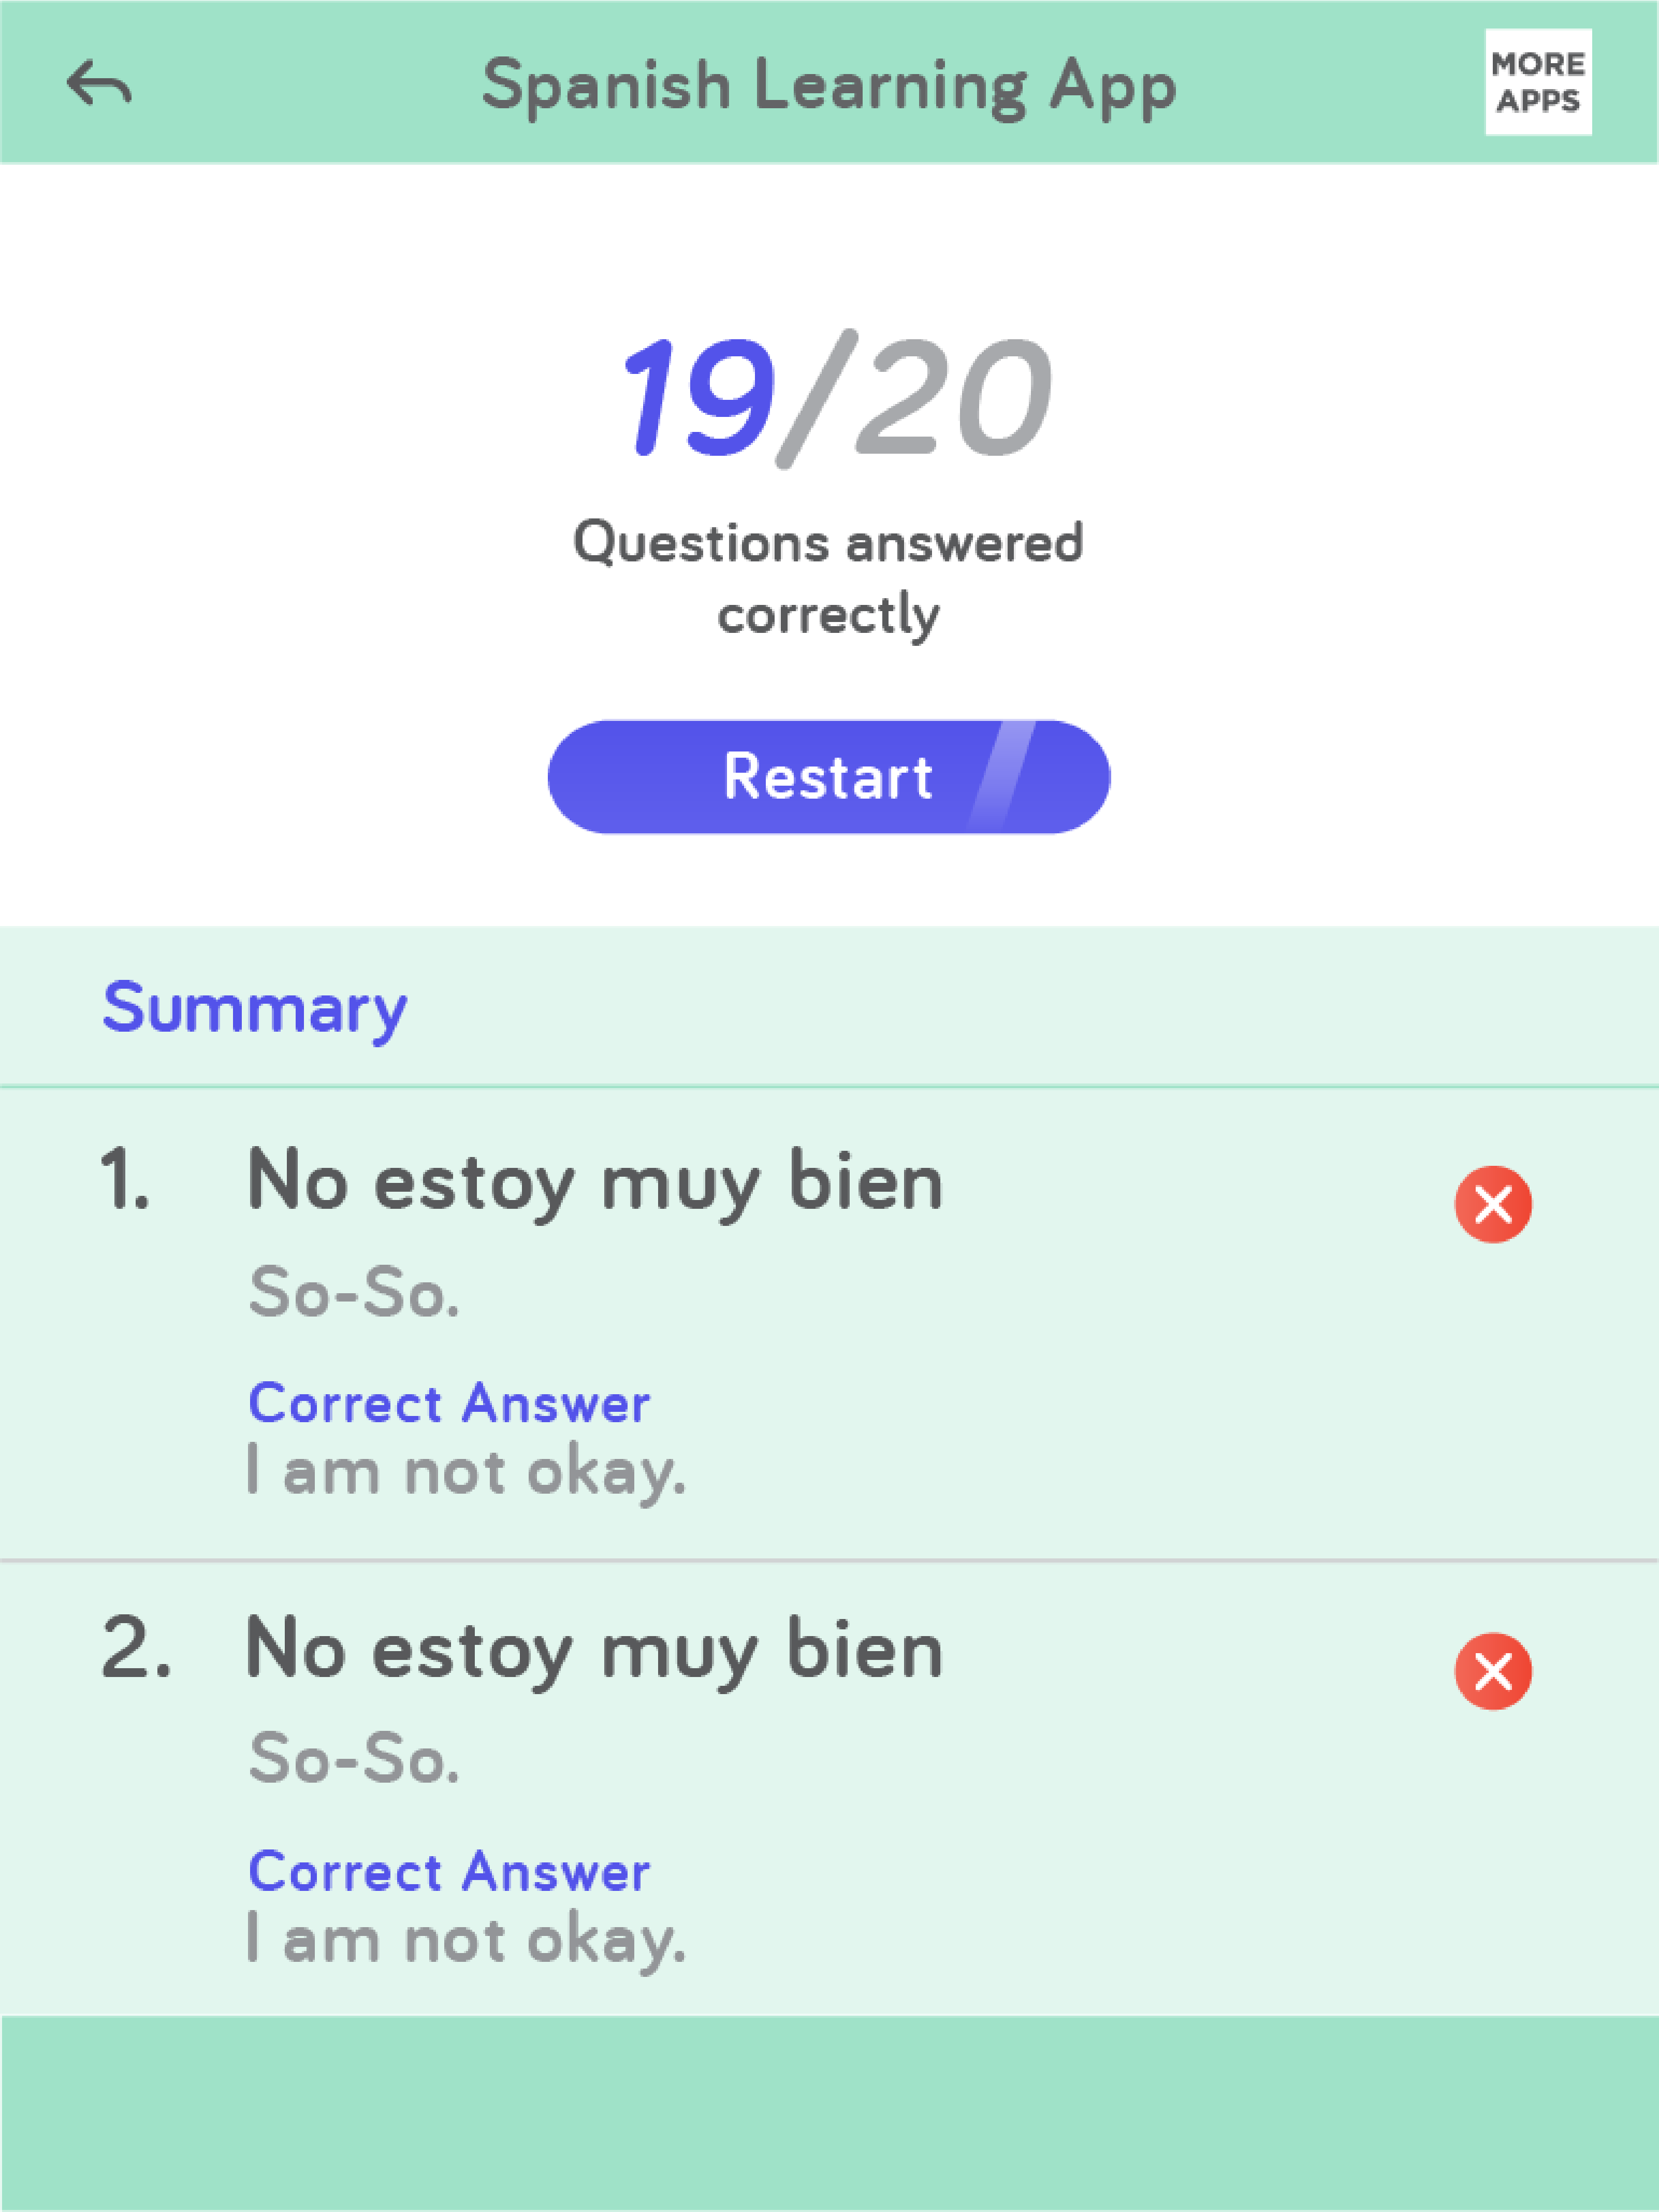 Spanish Learning App
MORE
APPS
19/20
Questions answered
correctly
Restart
Summary
1. No estoy muy bien
So-So.
Correct Answer
I am not okay.
2. No estoy muy bien
So-So.
Correct Answer
I am not okay.